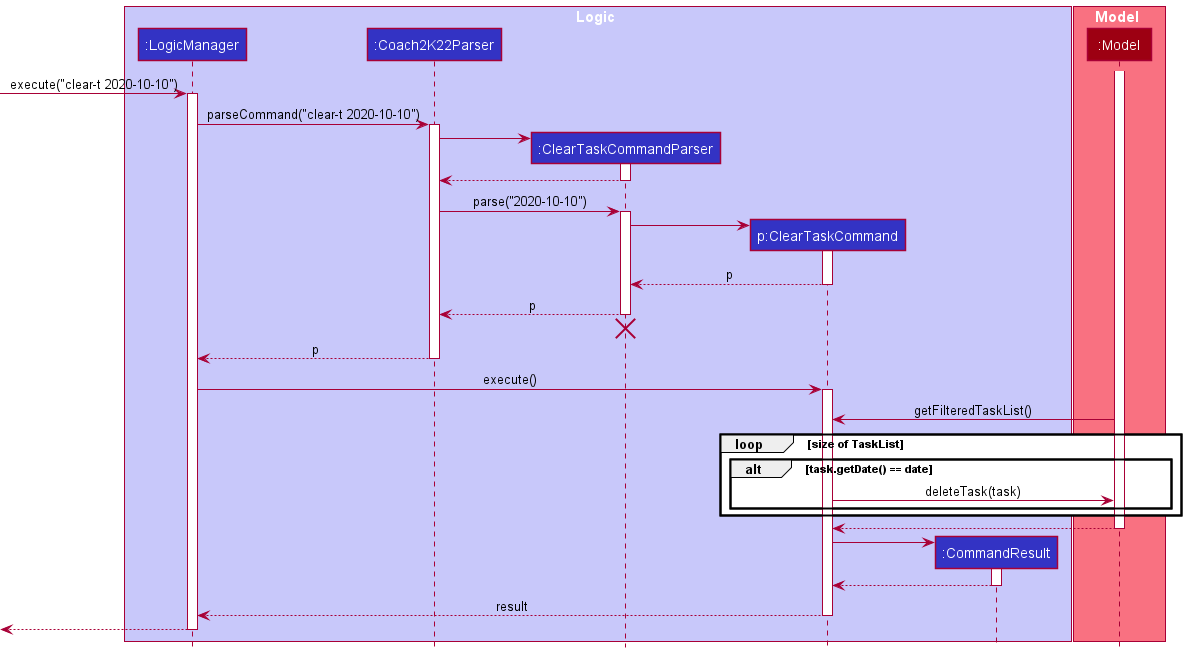 Logic
Model
:LogicManager
:Coach2K22Parser
:Model
execute("clear-t 2020-10-10")
parseCommand("clear-t 2020-10-10")
:ClearTaskCommandParser
parse("2020-10-10")
p:ClearTaskCommand
p
p
p
execute()
getFilteredTaskList()
loop
[size of TaskList]
alt
[task.getDate() == date]
deleteTask(task)
:CommandResult
result